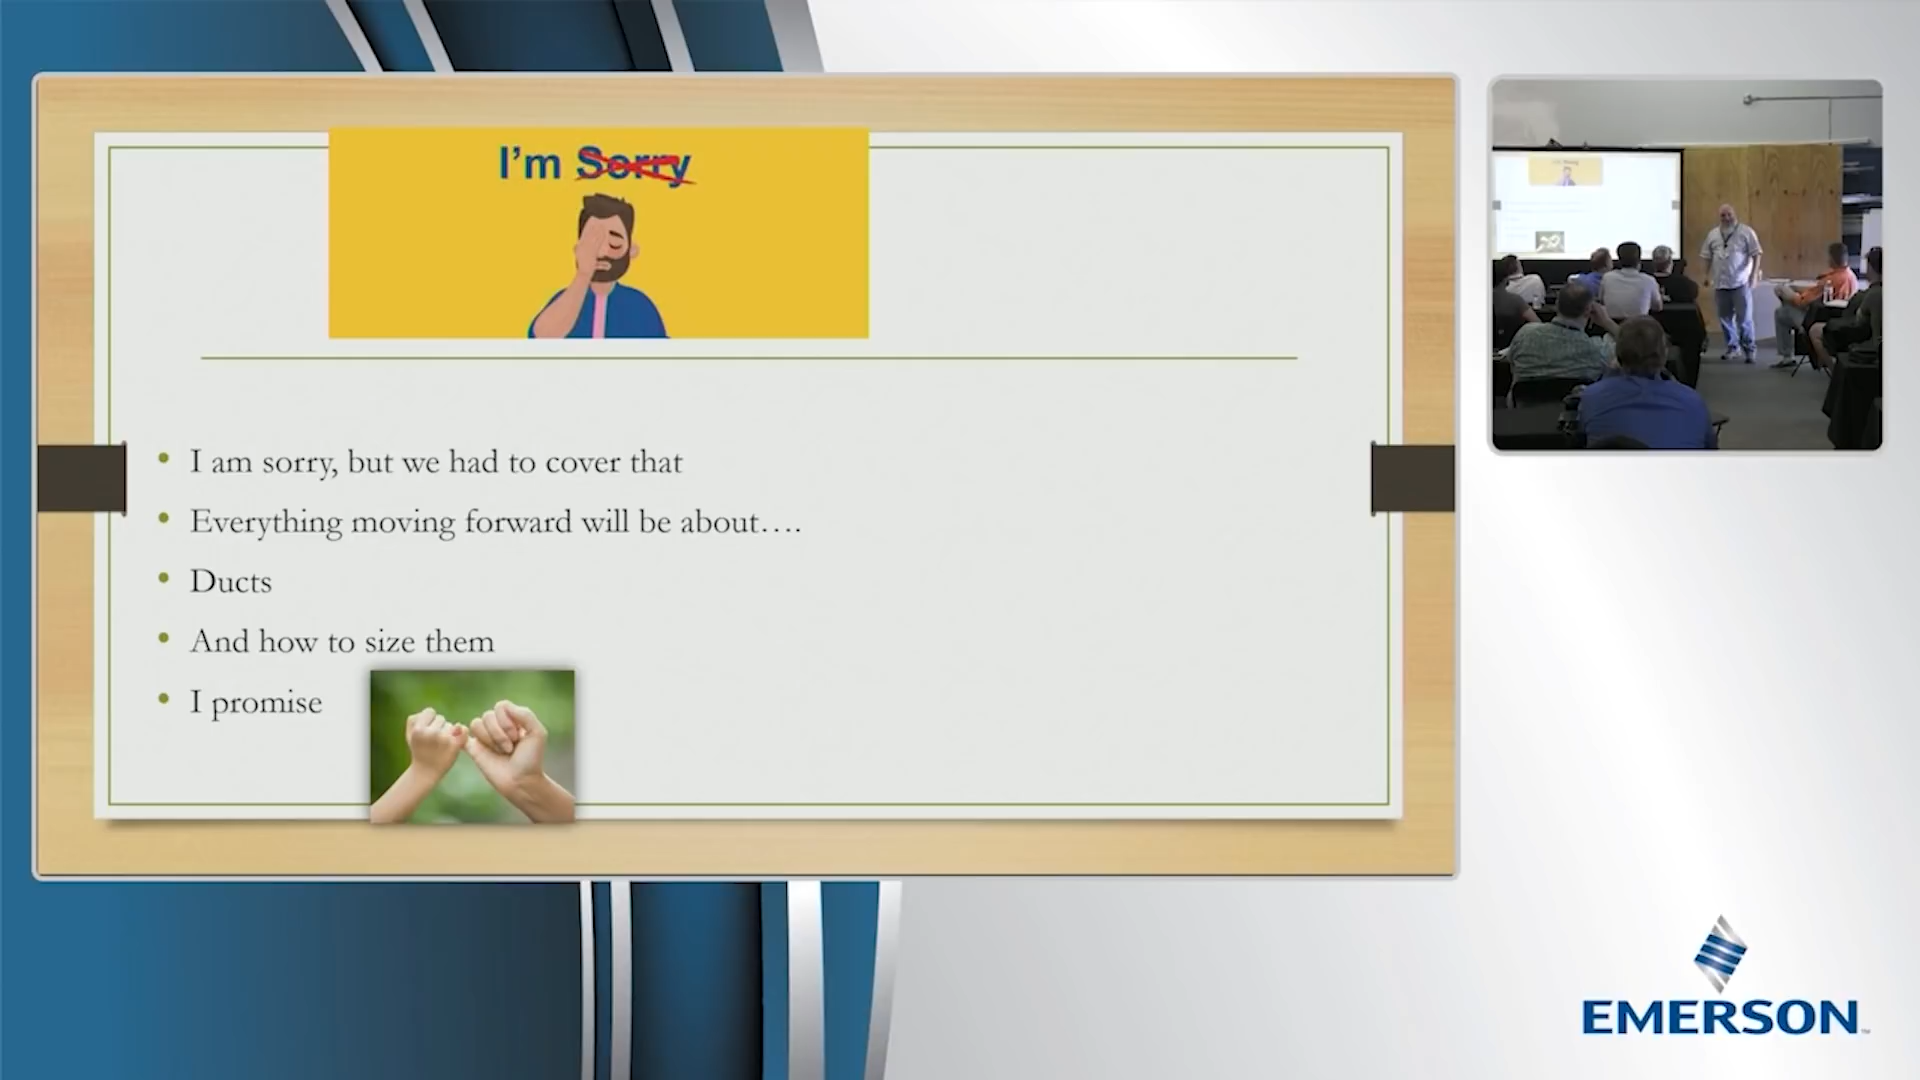 I'm Sorry
I am sorry, but we had to cover that
Everything moving forward will be about....
Ducts
And how to size them
I promise
EMERSON